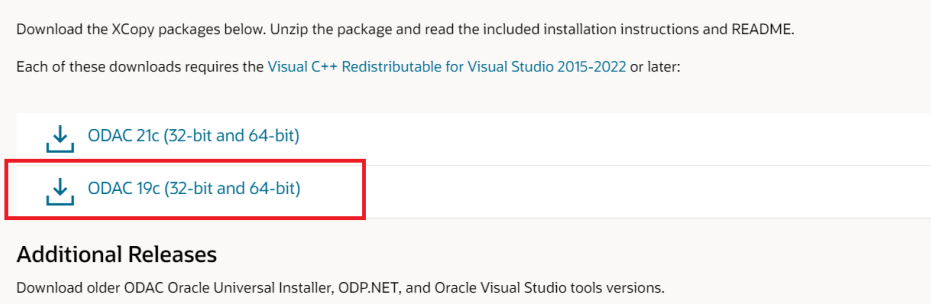 Download the XCopy packages below. Unzip the package and read the included installation instructions and README.
Each of these downloads requires the Visual C++ Redistributable for Visual Studio 2015-2022 or later:
ODAC 21c (32-bit and 64-bit)
ODAC 19c (32-bit and 64-bit)
Additional Releases
Download older ODAC Oracle Universal Installer, ODP.NET, and Oracle Visual Studio tools versions.